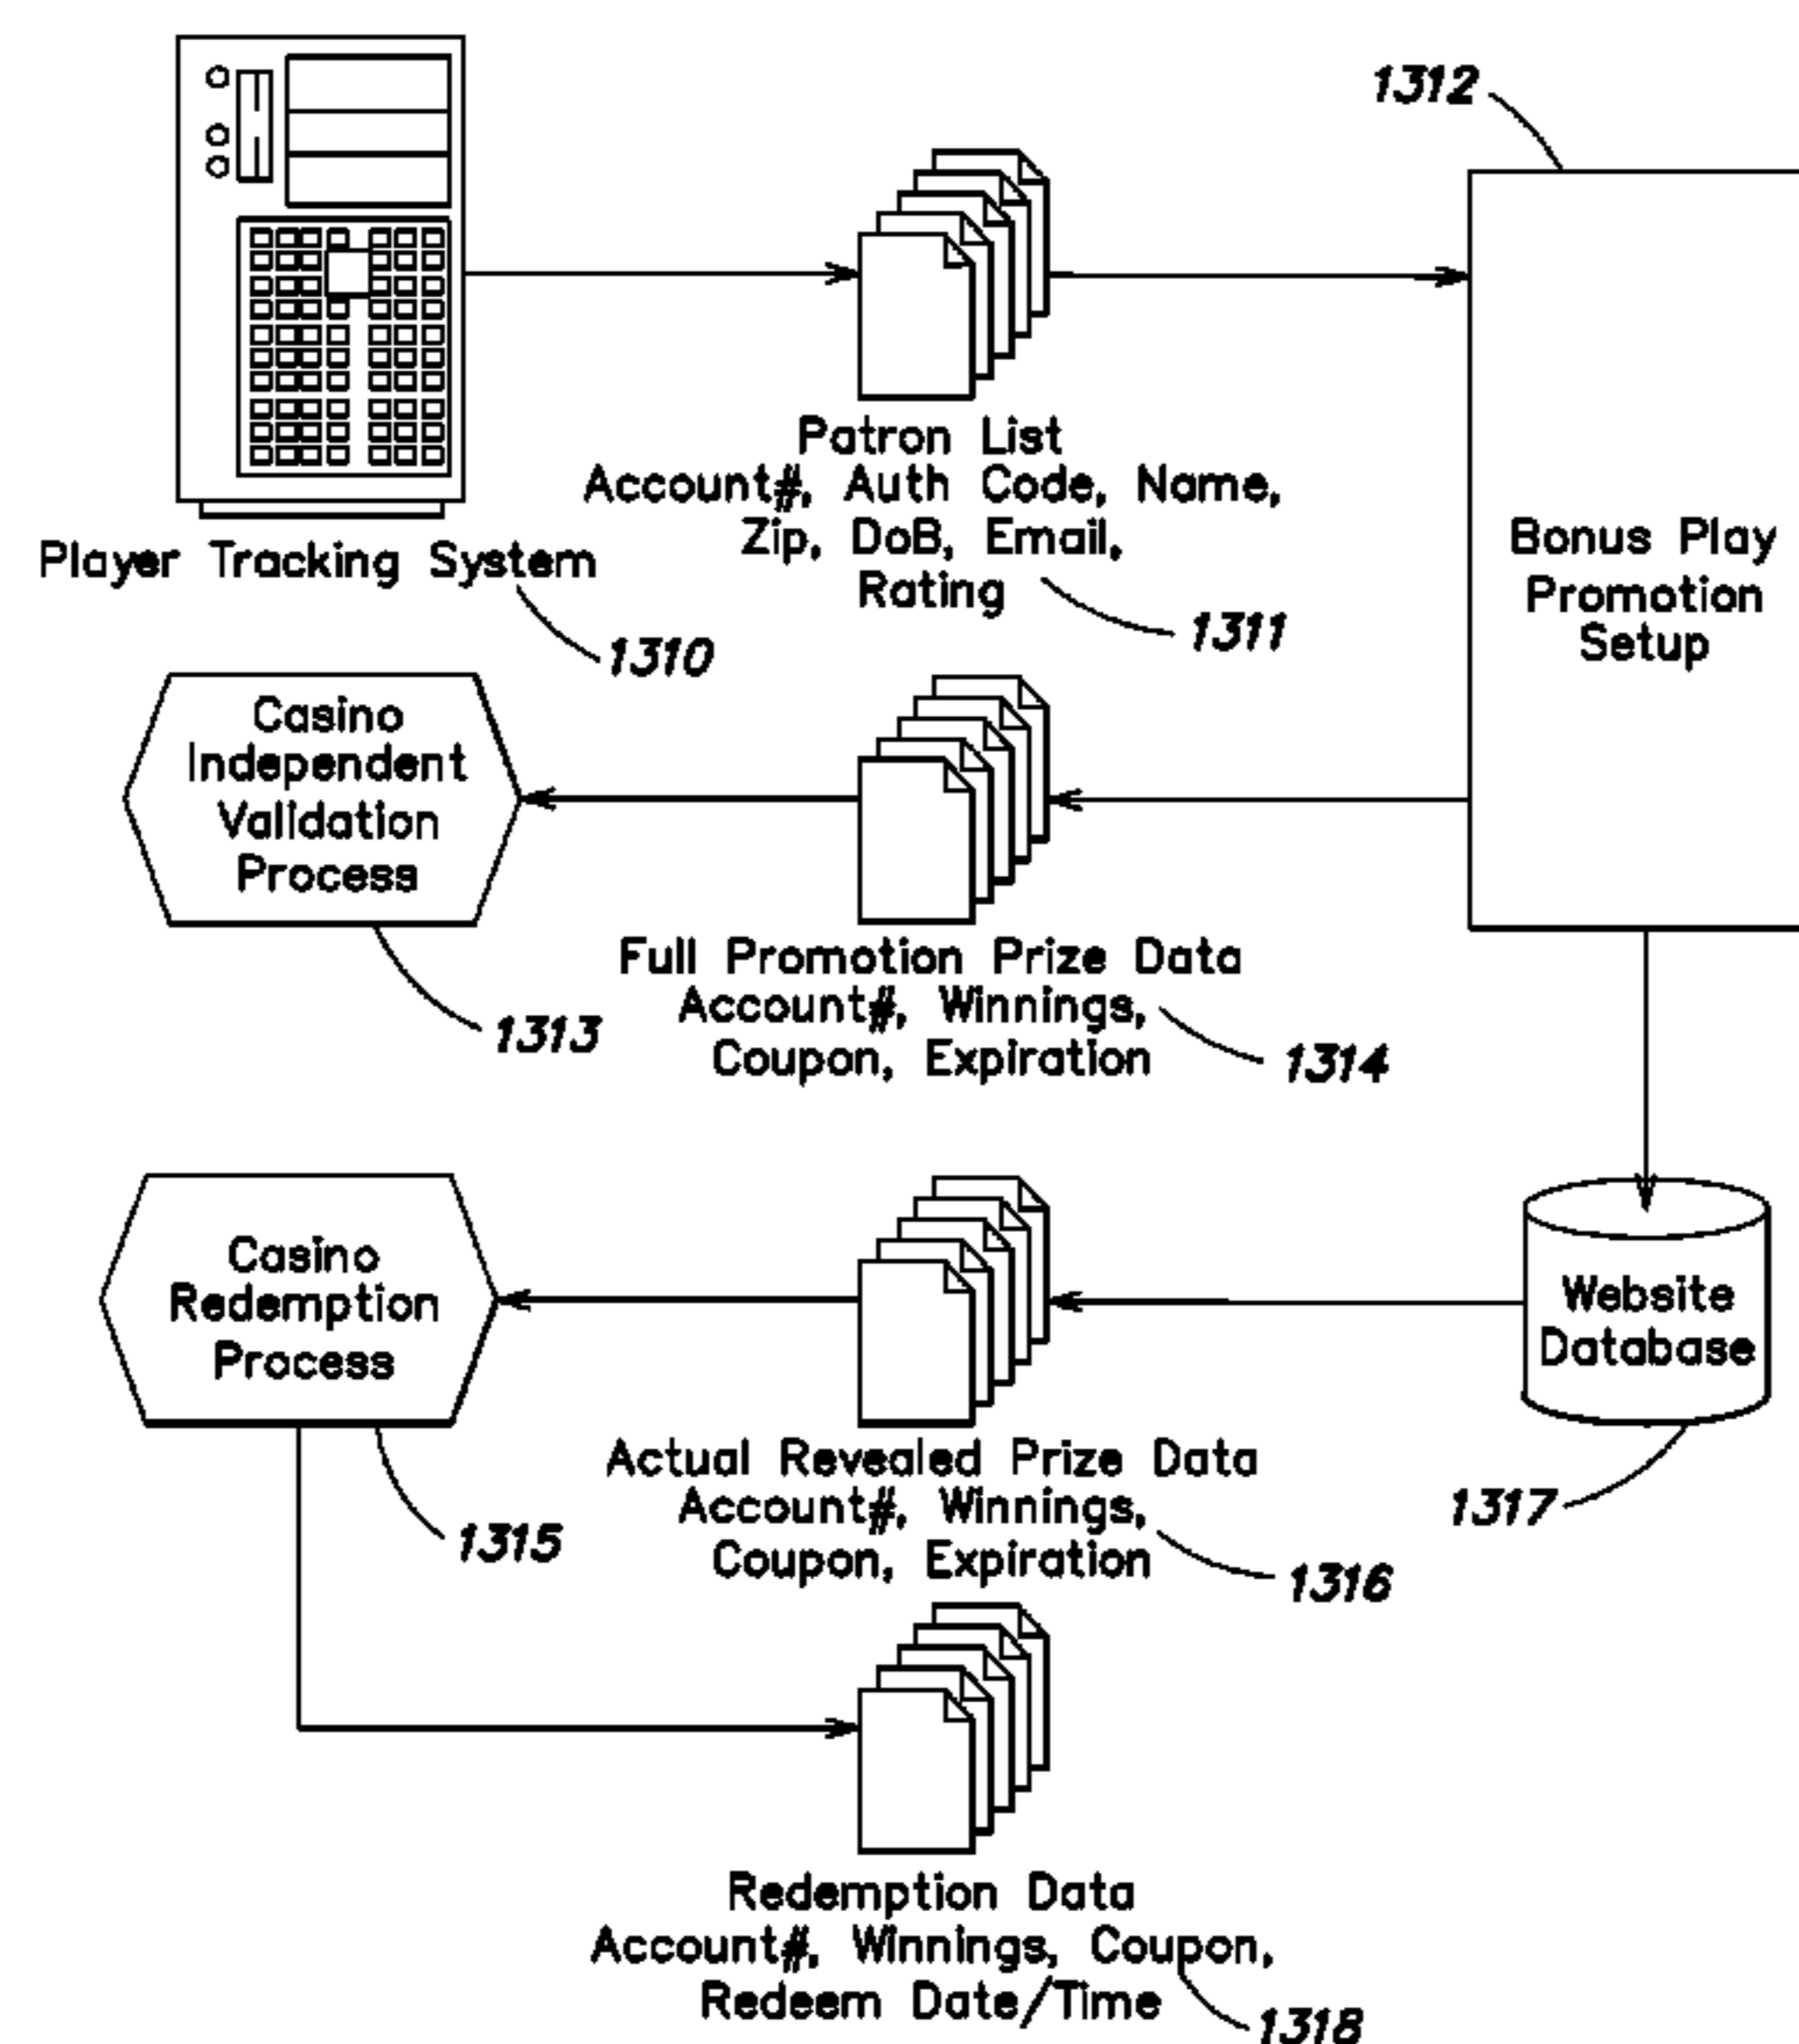 1312
Patron List
Account#, Auth Code, Name,
Zip, DoB, Email,
Rating
1311
Player Tracking System
1310
Bonus Play
Promotion
Setup
Casino
Independent
Validation
Process
1313
Full Promotion Prize Data
Account#, Winnings,
Coupon, Expiration
1314
Casino
Redemption
Process
1315
Actual Revealed Prize Data
Account#, Winnings,
Coupon, Expiration
1316
Website
Database
1317
Redemption Data
Account#, Winnings, Coupon,
Redeem Date/Time
1318